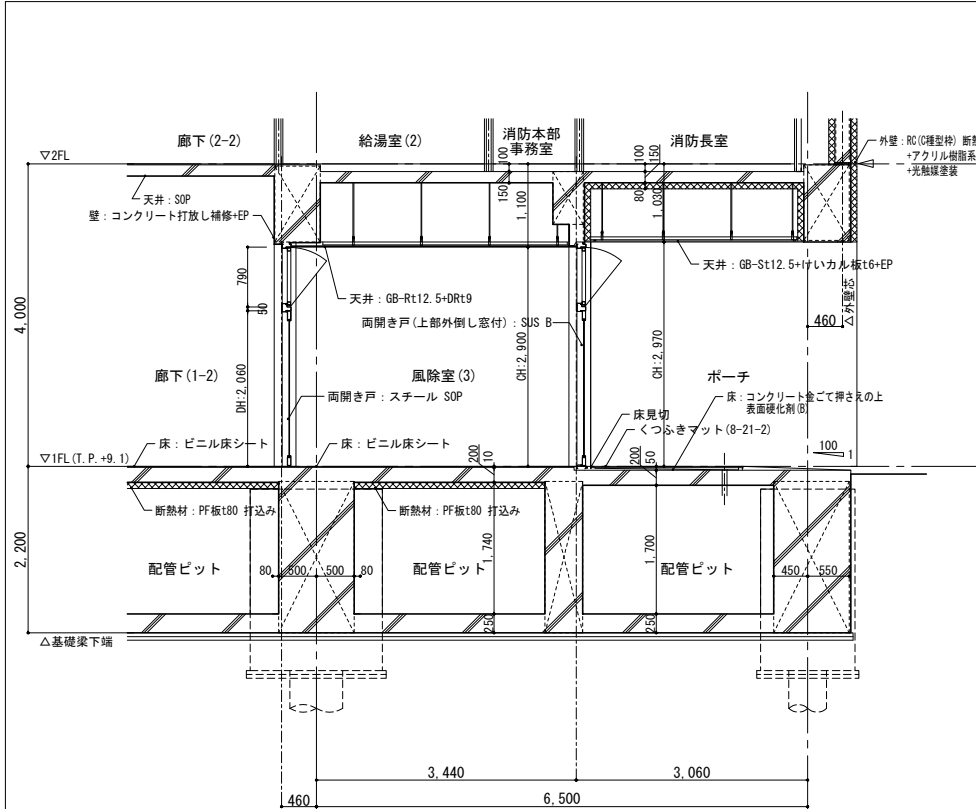 廊下(2-2)
給湯室(2)
消防本部
事務室
消防長室
外壁：RC(C種型枠) 断熱
+アクリル樹脂系
+光触媒塗装
▽2FL
100
150
1,100
100
150
80
1,030
天井：SOP
壁：コンクリート打放し補修+EP
天井：GB-St12.5+けいカル板t6+EP
790
50
天井：GB-Rt12.5+DRt9
両開き戸(上部外倒し窓付)：SUS B
460
△外壁芯
4,000
DH:2,060
CH:2,900
CH:2,970
廊下(1-2)
風除室(3)
ポーチ
両開き戸：スチール SOP
床：コンクリート金ごて押さえの上
表面硬化剤(B)
床見切
くつふきマット(8-21-2)
床：ビニル床シート
床：ビニル床シート
▽1FL(T.P.+9.1)
200
10
200
50
100
1
断熱材：PF板t80 打込み
断熱材：PF板t80 打込み
2,200
配管ピット
80
500
500
80
配管ピット
1,740
250
1,700
250
配管ピット
450
550
△基礎梁下端
3,440
3,060
460
6,500